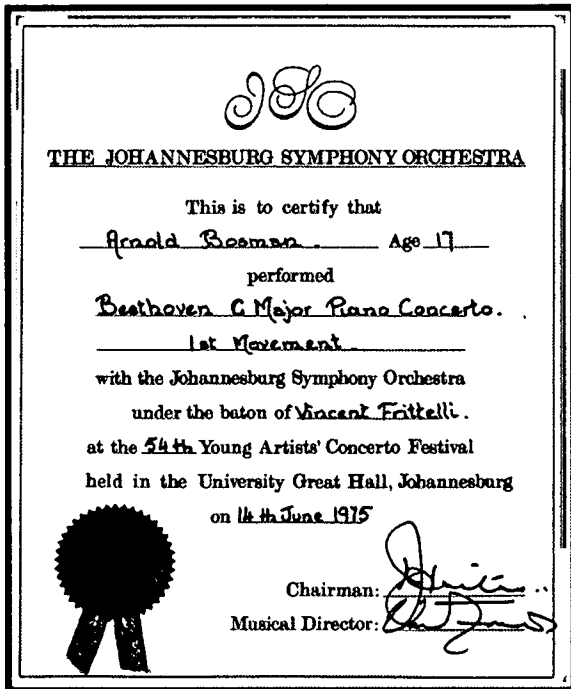 JSO
THE JOHANNESBURG SYMPHONY ORCHESTRA
This is to certify that
Arnold Bosman Age 17
performed
Beethoven C Major Piano Concerto.
1st Movement
with the Johannesburg Symphony Orchestra
under the baton of Vincent Frittelli.
at the 54th Young Artists' Concerto Festival
held in the University Great Hall, Johannesburg
on 14th June 1975
Chairman:
Musical Director: